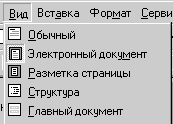 Вид Вставка Формат Серви
Обычный
Электронный документ
Разметка страницы
Структура
Главный документ